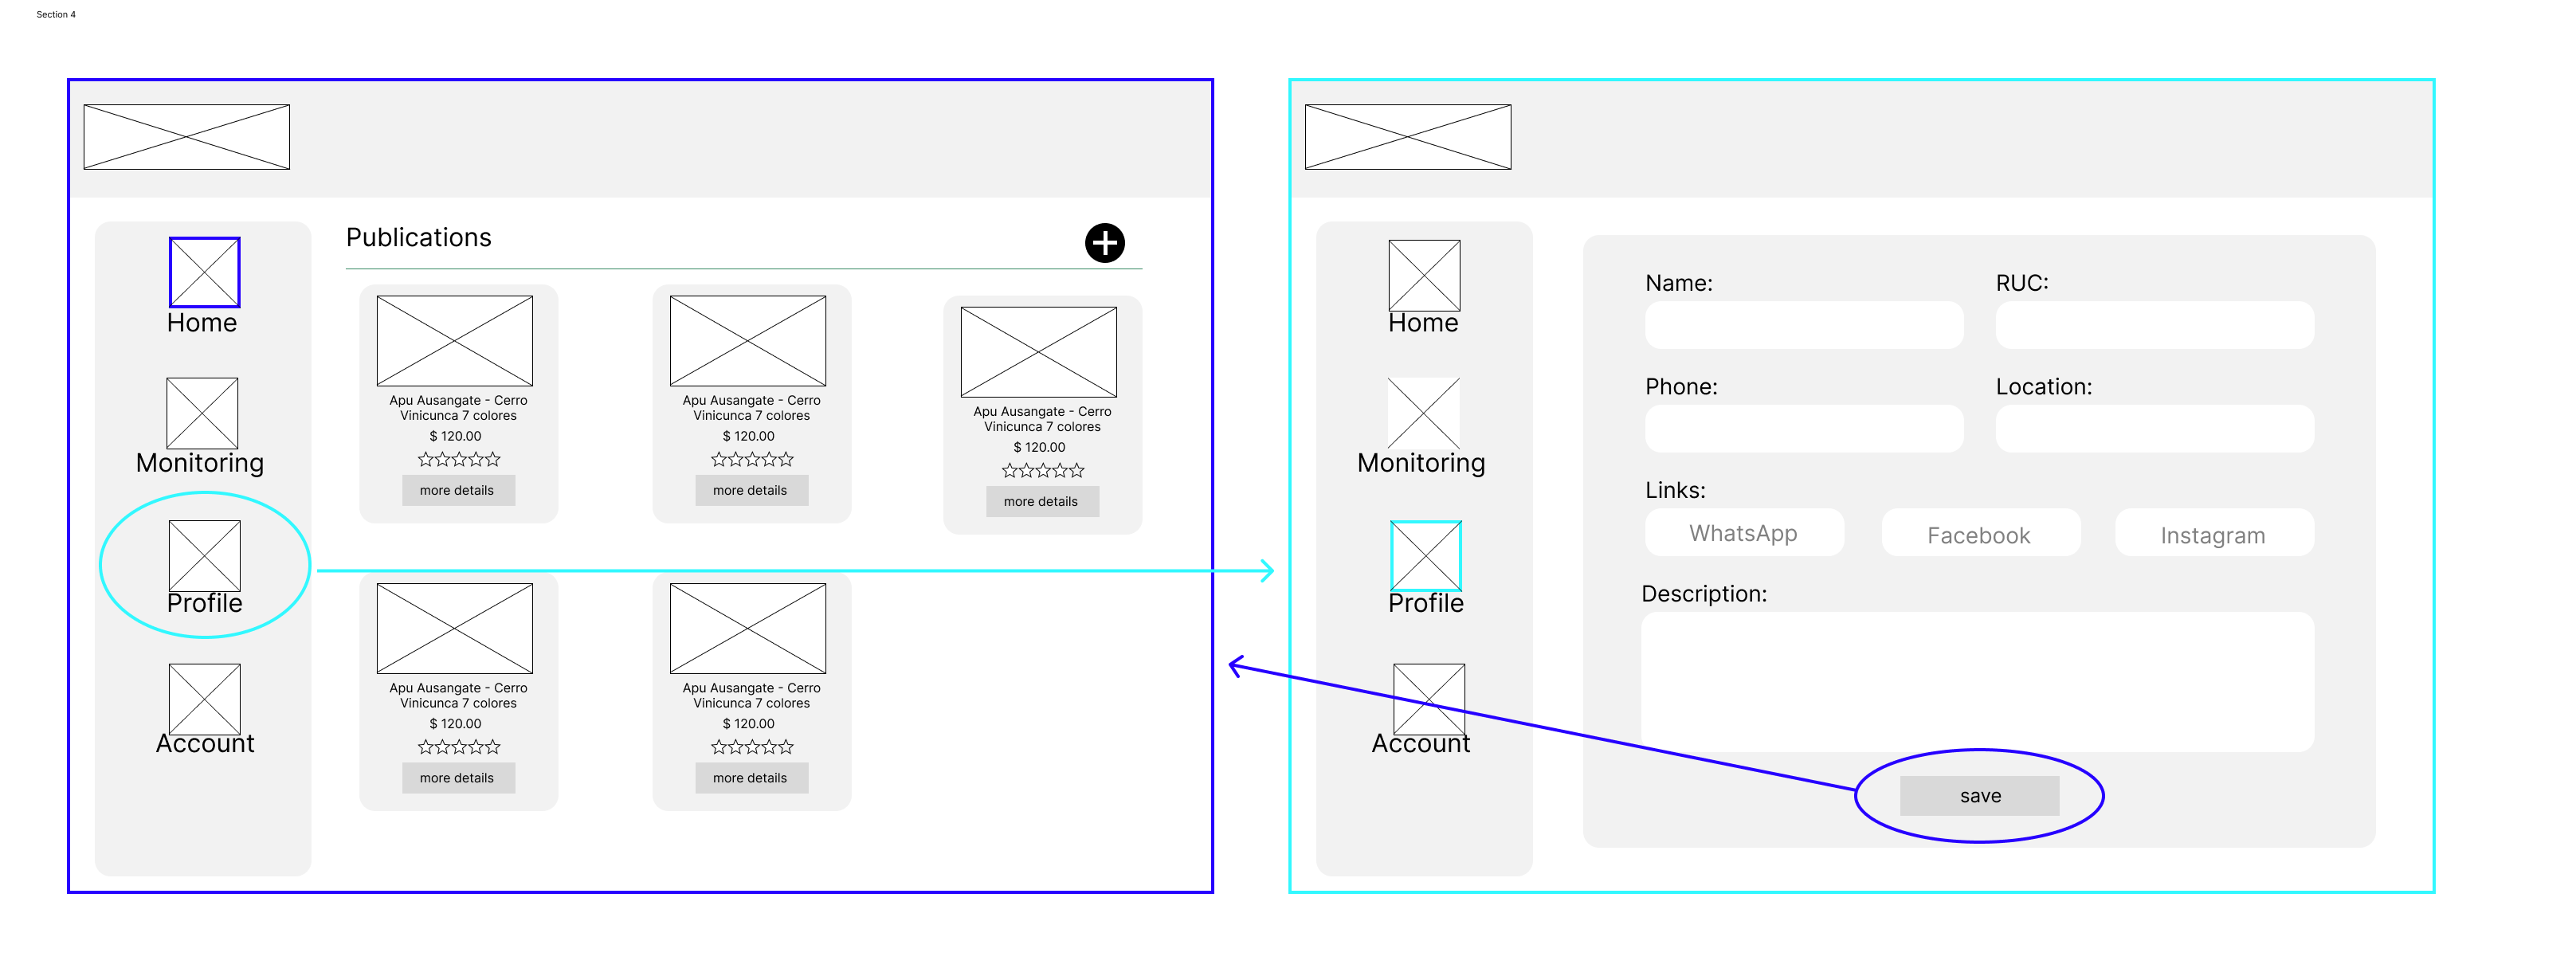 Section 4
Home
Monitoring
Profile
Account
Publications
Apu Ausangate - Cerro
Vinicunca 7 colores
$ 120.00
more details
Apu Ausangate - Cerro
Vinicunca 7 colores
$ 120.00
more details
Apu Ausangate - Cerro
Vinicunca 7 colores
$ 120.00
more details
Apu Ausangate - Cerro
Vinicunca 7 colores
$ 120.00
more details
Apu Ausangate - Cerro
Vinicunca 7 colores
$ 120.00
more details
Home
Monitoring
Profile
Account
Name:
RUC:
Phone:
Location:
Links:
WhatsApp
Facebook
Instagram
Description:
save